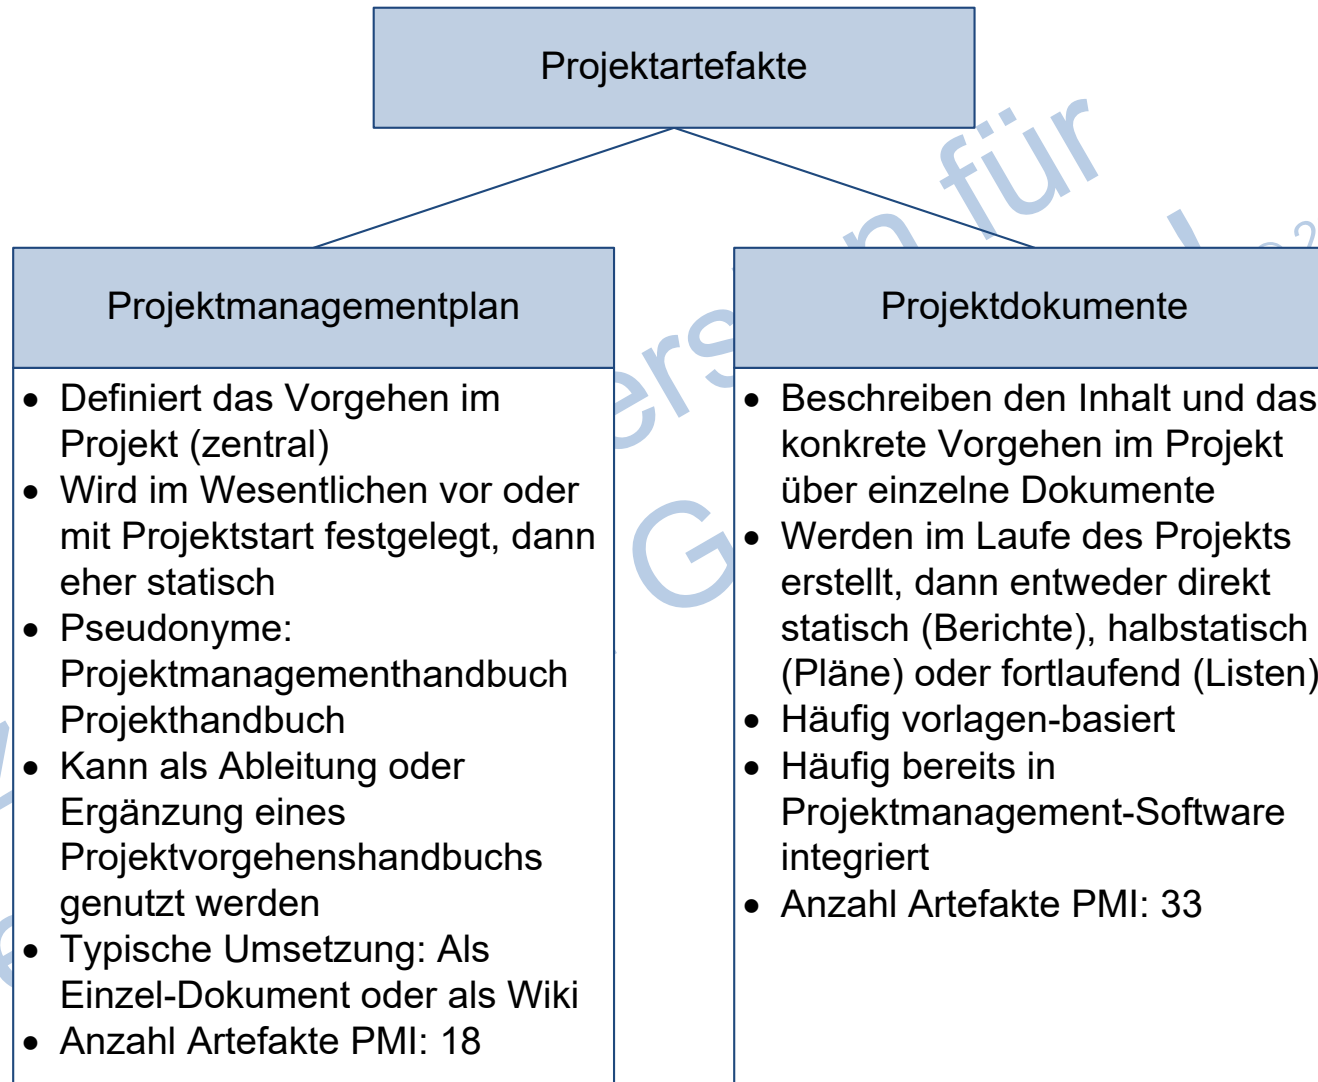 Projektartefakte
Projektmanagementplan
• Definiert das Vorgehen im
Projekt (zentral)
• Wird im Wesentlichen vor oder
mit Projektstart festgelegt, dann
eher statisch
• Pseudonyme:
Projektmanagementhandbuch
Projekthandbuch
• Kann als Ableitung oder
Ergänzung eines
Projektvorgehenshandbuchs
genutzt werden
• Typische Umsetzung: Als
Einzel-Dokument oder als Wiki
• Anzahl Artefakte PMI: 18
Projektdokumente
• Beschreiben den Inhalt und das
konkrete Vorgehen im Projekt
über einzelne Dokumente
• Werden im Laufe des Projekts
erstellt, dann entweder direkt
statisch (Berichte), halbstatisch
(Pläne) oder fortlaufend (Listen)
• Häufig vorlagen-basiert
• Häufig bereits in
Projektmanagement-Software
integriert
• Anzahl Artefakte PMI: 33
für